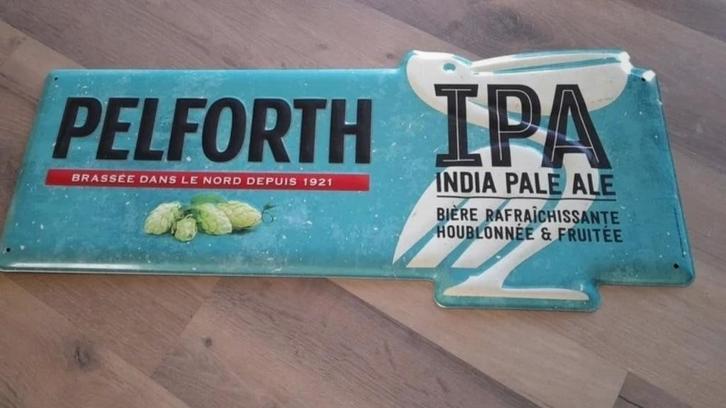 PELFORTH
BRASSÉE DANS LE NORD DEPUIS 1921
IPA
INDIA PALE ALE
BIÈRE RAFRAÎCHISSANTE
HOUBLONNÉE & FRUITÉE